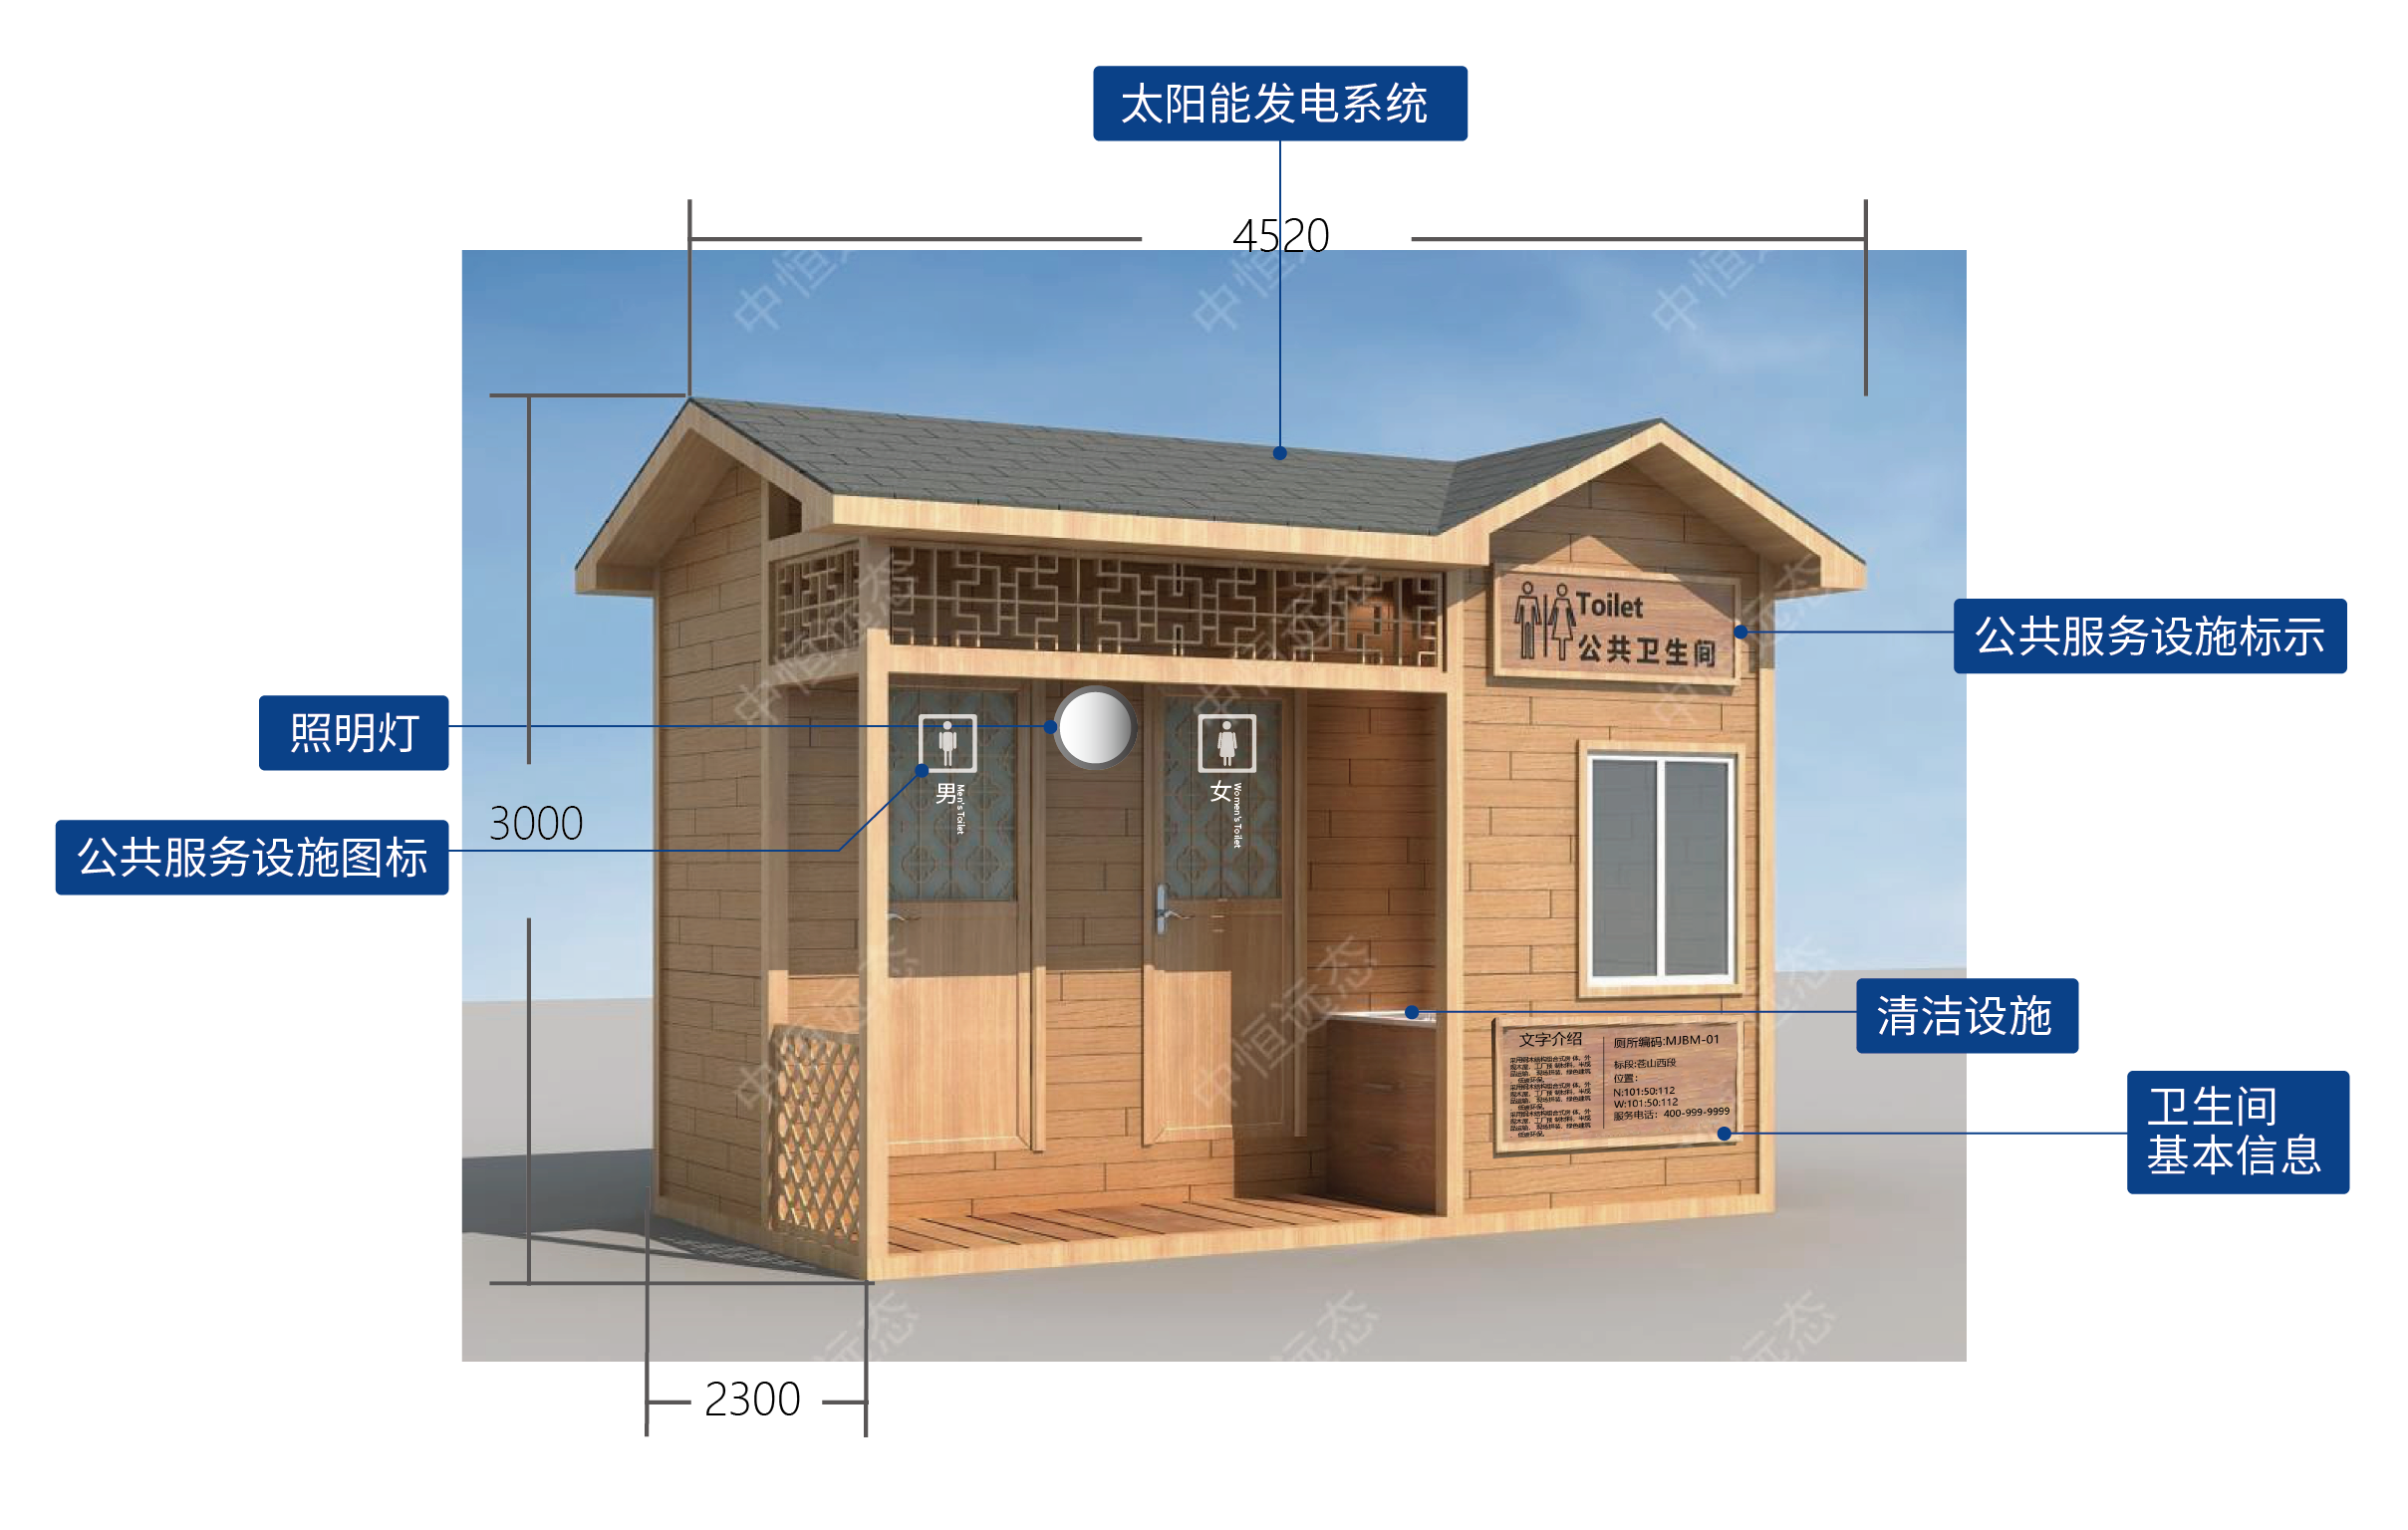 太阳能发电系统
4520
Toilet
公共卫生间
公共服务设施标示
照明灯
3000
公共服务设施图标
男
Men's Toilet
女
Women's Toilet
清洁设施
文字介绍
厕所编码:MJBM-01
标段:苍山西段
位置：
N:101:50:112
W:101:50:112
服务电话：400-999-9999
卫生间
基本信息
2300
中恒远态